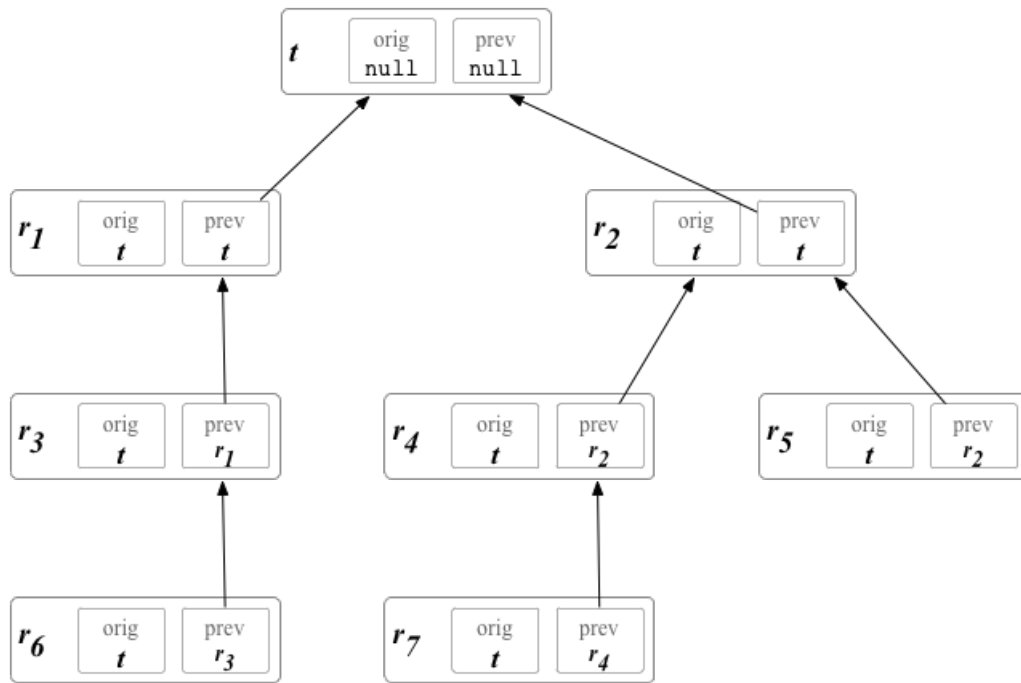 t orig prev
null null
r1 orig prev
t t
r2 orig prev
t t
r3 orig prev
t r1
r4 orig prev
t r2
r5 orig prev
t r2
r6 orig prev
t r3
r7 orig prev
t r4